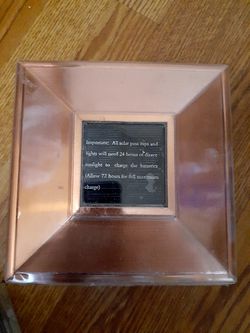 Important: All solar post tops and
lights will need 24 hours of direct
sunlight to charge the batteries
(Allow 72 hours for full maximum
charge)